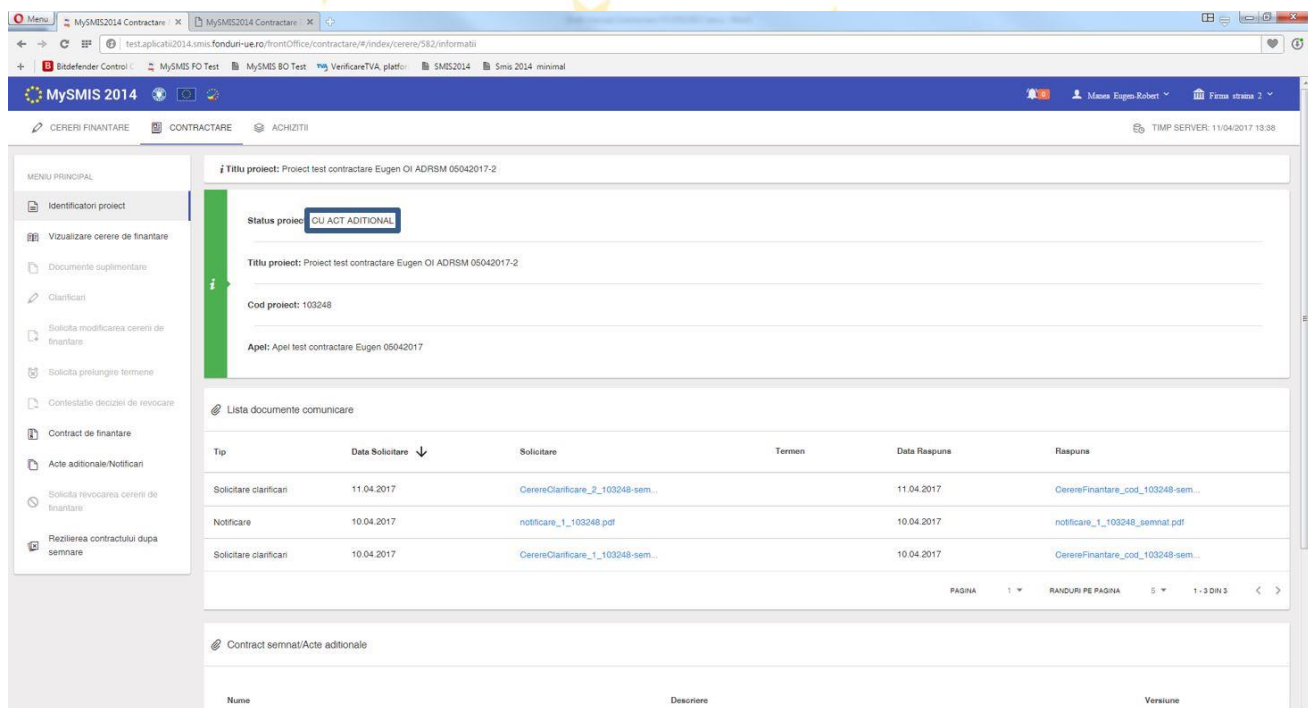 Menu
MySMIS2014 Contractare
MySMIS2014 Contractare
test.aplicatii2014.smis.fonduri-ue.ro/frontOffice/contractare/#/index/cerere/582/informatii
Bitdefender Control C
MySMIS FO Test
MySMIS BO Test
VerificareTVA, platfor
SMIS2014
Smis 2014 minimal
MySMIS 2014
0
Manea Eugen-Robert
Firma straina 2
CERERI FINANTARE
CONTRACTARE
ACHIZITII
TIMP SERVER: 11/04/2017 13:38
MENIU PRINCIPAL
Identificatori proiect
Vizualizare cerere de finantare
Documente suplimentare
Clarificari
Solicita modificarea cererii de
finantare
Solicita prelungire termene
Contestatie deciziei de revocare
Contract de finantare
Acte aditionale/Notificari
Solicita revocarea cererii de
finantare
Rezilierea contractului dupa
semnare
Titlu proiect: Proiect test contractare Eugen OI ADRSM 05042017-2
Status proiect CU ACT ADITIONAL
Titlu proiect: Proiect test contractare Eugen OI ADRSM 05042017-2
Cod proiect: 103248
Apel: Apel test contractare Eugen 05042017
Lista documente comunicare
Tip Data Solicitare Solicitare Termen Data Raspuns Raspuns
Solicitare clarificari 11.04.2017 CerereClarificare_2_103248-sem... 11.04.2017 CerereFinantare_cod_103248-sem...
Notificare 10.04.2017 notificare_1_103248.pdf 10.04.2017 notificare_1_103248_semnat.pdf
Solicitare clarificari 10.04.2017 CerereClarificare_1_103248-sem... 10.04.2017 CerereFinantare_cod_103248-sem...
PAGINA 1 RANDURI PE PAGINA 5 1 - 3 DIN 3
Contract semnat/Acte aditionale
Nume Descriere Versiune